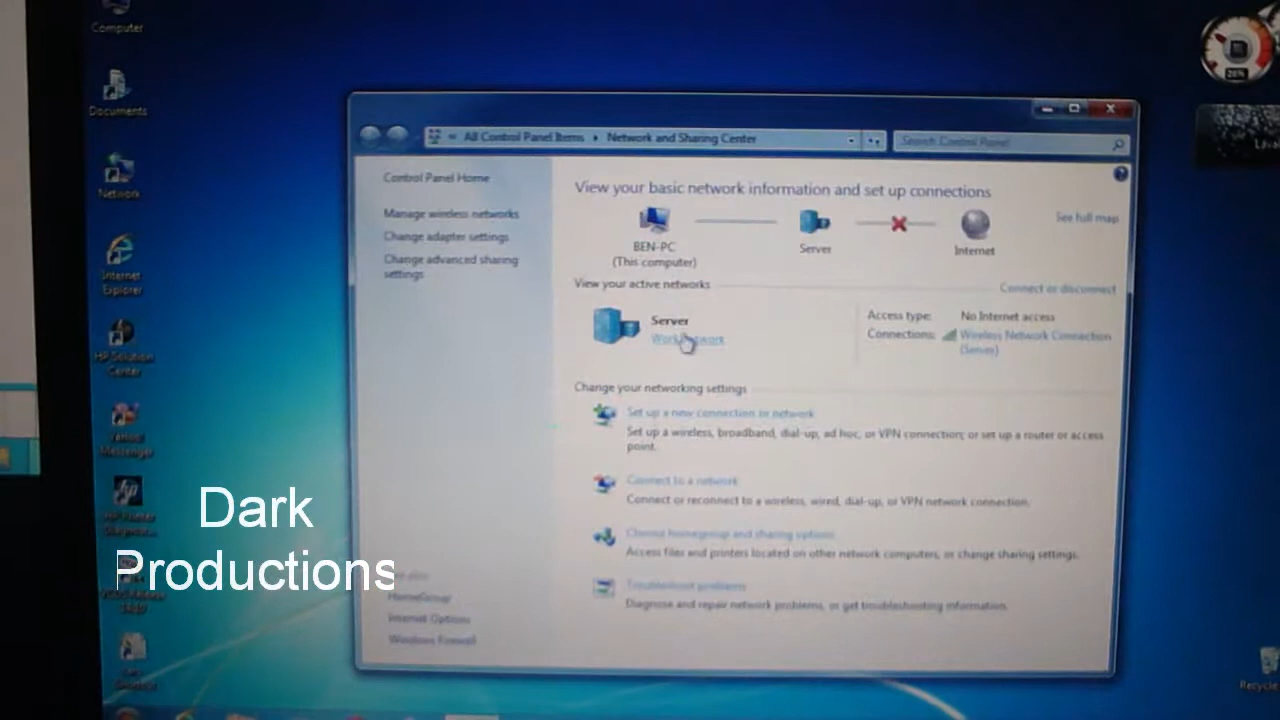 Computer
Documents
Network
Internet
Explorer
HP Solution
Center
Yahoo!
Messenger
Dark
Productions
All Control Panel Items
Network and Sharing Center
Search Control Panel
Control Panel Home
Manage wireless networks
Change adapter settings
Change advanced sharing
settings
HomeGroup
Internet Options
Windows Firewall
View your basic network information and set up connections
BEN-PC
(This computer)
Server
Internet
See full map
View your active networks
Connect or disconnect
Server
Work network
Access type: No Internet access
Connections: Wireless Network Connection
(Server)
Change your networking settings
Set up a new connection or network
Set up a wireless, broadband, dial-up, ad hoc, or VPN connection; or set up a router or access
point.
Connect to a network
Connect or reconnect to a wireless, wired, dial-up, or VPN network connection.
Choose homegroup and sharing options
Access files and printers located on other network computers, or change sharing settings.
Troubleshoot problems
Diagnose and repair network problems, or get troubleshooting information.
Recycle